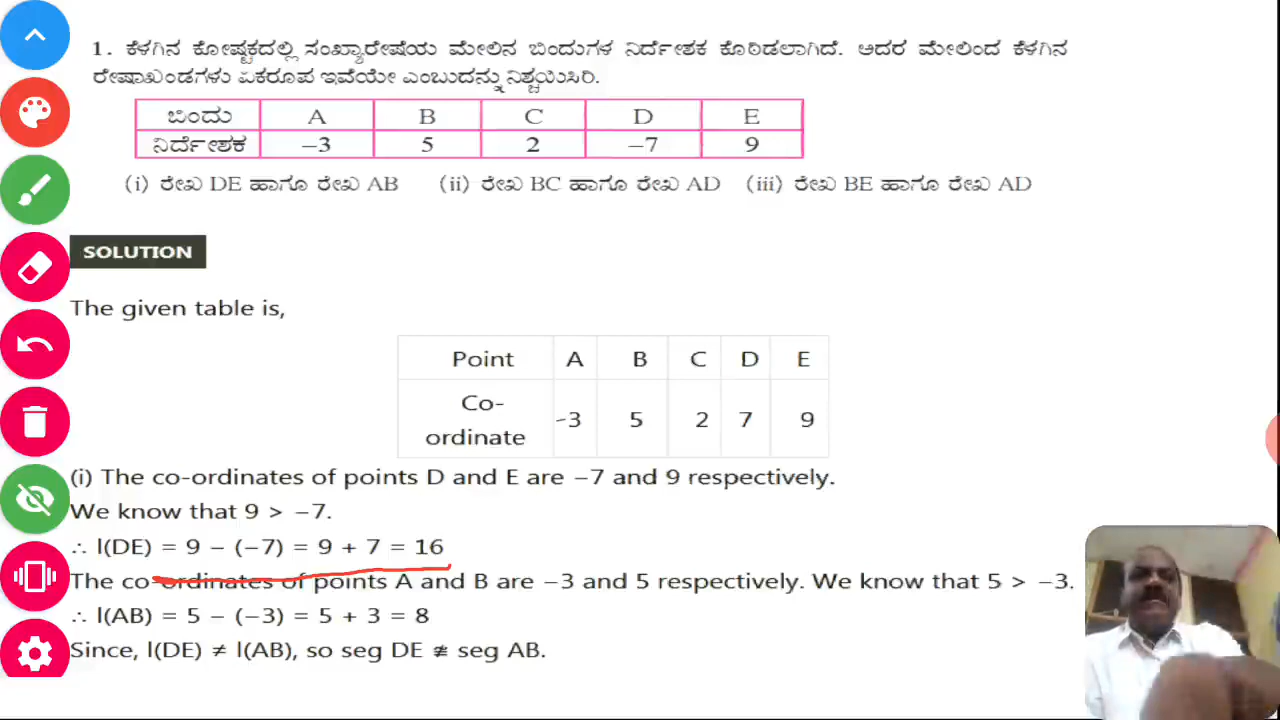 1. ಕೆಳಗಿನ ಕೋಷ್ಟಕದಲ್ಲಿ ಸಂಖ್ಯಾರೇಷೆಯ ಮೇಲಿನ ಬಿಂದುಗಳ ನಿರ್ದೇಶಕ ಕೊಡಲಾಗಿದೆ. ಅದರ ಮೇಲಿಂದ ಕೆಳಗಿನ
ರೇಷಾಖಂಡಗಳು ಏಕರೂಪ ಇವೆಯೇ ಎಂಬುದನ್ನು ನಿಶ್ಚಯಿಸಿರಿ.
ಬಿಂದು A B C D E
ನಿರ್ದೇಶಕ −3 5 2 −7 9
(i) ರೇಖ DE ಹಾಗೂ ರೇಖ AB (ii) ರೇಖ BC ಹಾಗೂ ರೇಖ AD (iii) ರೇಖ BE ಹಾಗೂ ರೇಖ AD
SOLUTION
The given table is,
Point A B C D E
Co-
ordinate -3 5 2 7 9
(i) The co-ordinates of points D and E are −7 and 9 respectively.
We know that 9 > −7.
∴ l(DE) = 9 − (−7) = 9 + 7 = 16
The co-ordinates of points A and B are −3 and 5 respectively. We know that 5 > −3.
∴ l(AB) = 5 − (−3) = 5 + 3 = 8
Since, l(DE) ≠ l(AB), so seg DE ≇ seg AB.